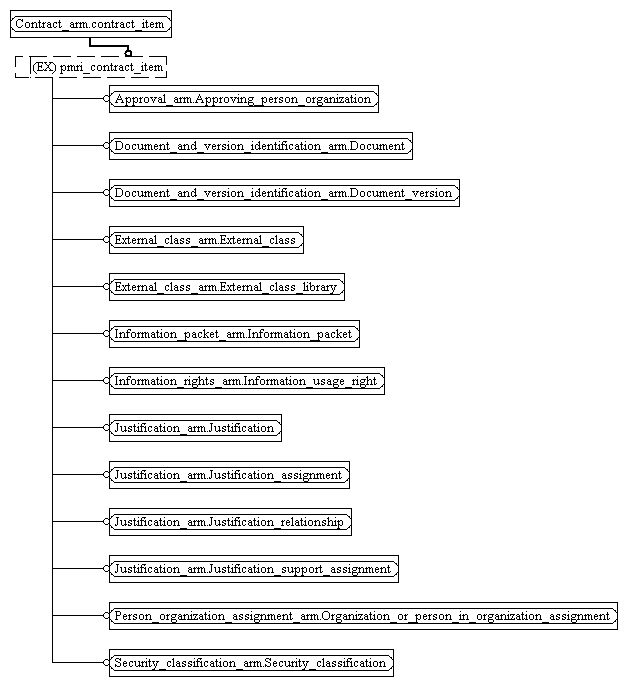 Contract_arm.contract_item
(EX) pmri_contract_item
Approval_arm.Approving_person_organization
Document_and_version_identification_arm.Document
Document_and_version_identification_arm.Document_version
External_class_arm.External_class
External_class_arm.External_class_library
Information_packet_arm.Information_packet
Information_rights_arm.Information_usage_right
Justification_arm.Justification
Justification_arm.Justification_assignment
Justification_arm.Justification_relationship
Justification_arm.Justification_support_assignment
Person_organization_assignment_arm.Organization_or_person_in_organization_assignment
Security_classification_arm.Security_classification